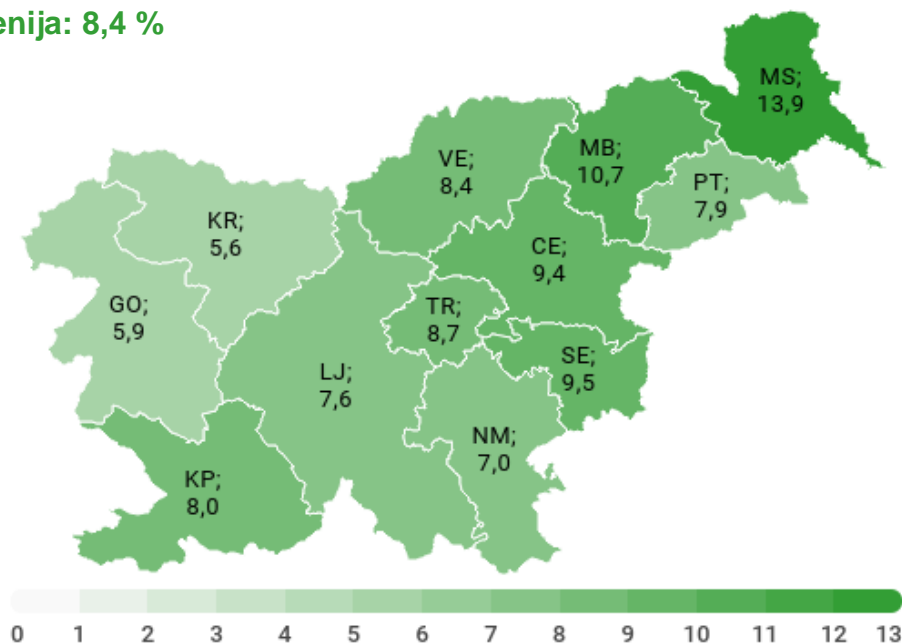 enija: 8,4 %
MS;
13,9
MB;
10,7
VE;
8,4
PT;
7,9
KR;
5,6
CE;
9,4
GO;
5,9
TR;
8,7
SE;
9,5
LJ;
7,6
NM;
7,0
KP;
8,0
0 1 2 3 4 5 6 7 8 9 10 11 12 13